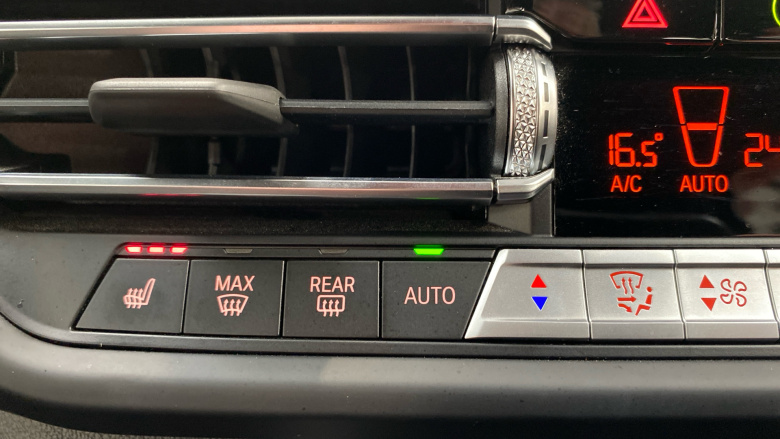 16.5°
24
A/C
AUTO
MAX
REAR
AUTO